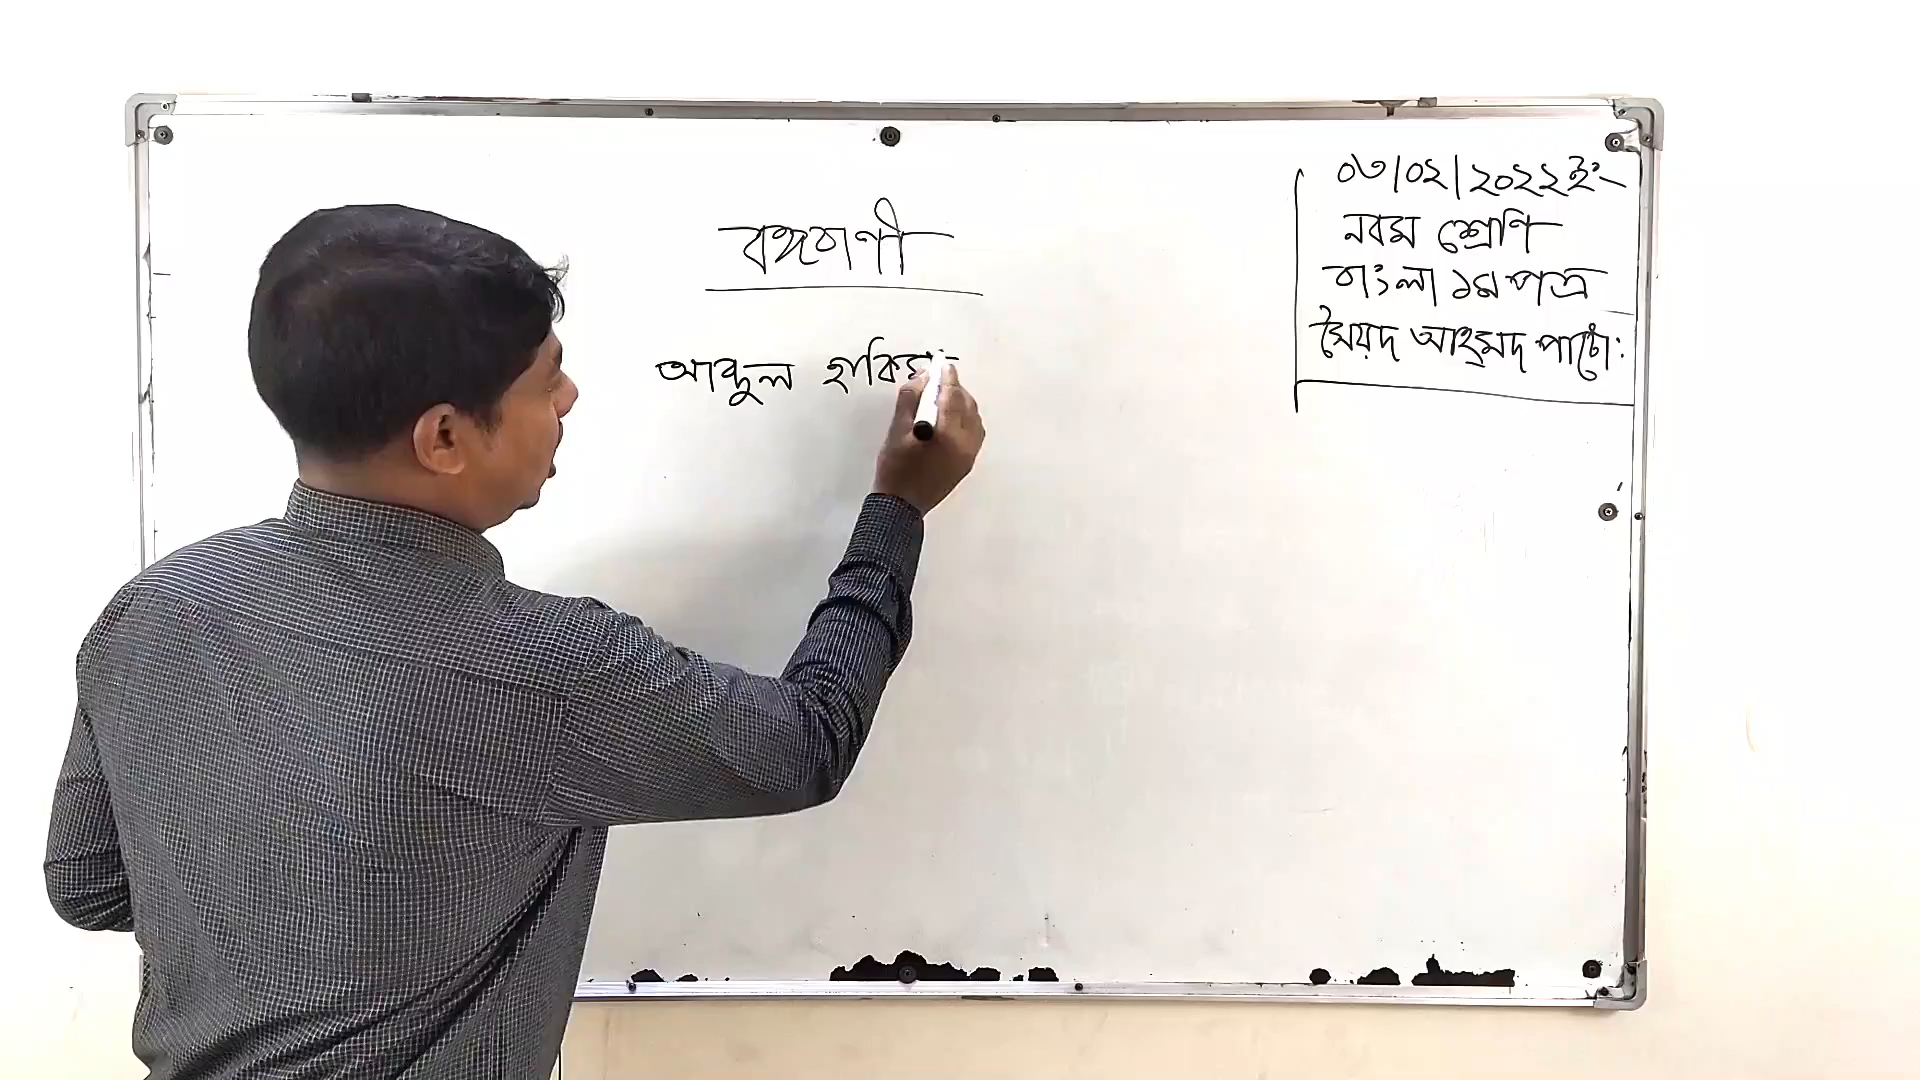 বঙ্গবাণী
আব্দুল হাকিম
০৩/০২/২০২২ইং-
নবম শ্রেণি
বাংলা ১ম পত্র
সৈয়দ আহমদ পাটোঃ